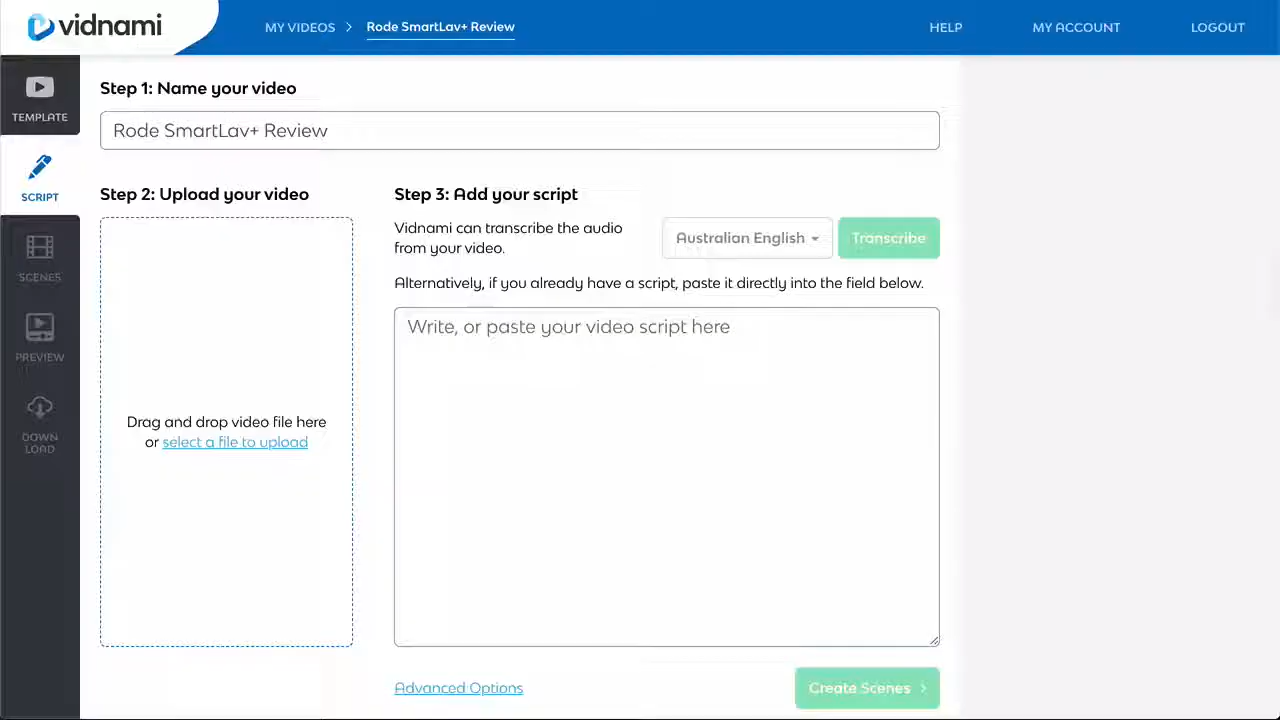 vidnami
MY VIDEOS
Rode SmartLav+ Review
HELP
MY ACCOUNT
LOGOUT
TEMPLATE
SCRIPT
SCENES
PREVIEW
DOWN
LOAD
Step 1: Name your video
Rode SmartLav+ Review
Step 2: Upload your video
Drag and drop video file here
or select a file to upload
Step 3: Add your script
Vidnami can transcribe the audio
from your video.
Australian English
Transcribe
Alternatively, if you already have a script, paste it directly into the field below.
Write, or paste your video script here
Advanced Options
Create Scenes